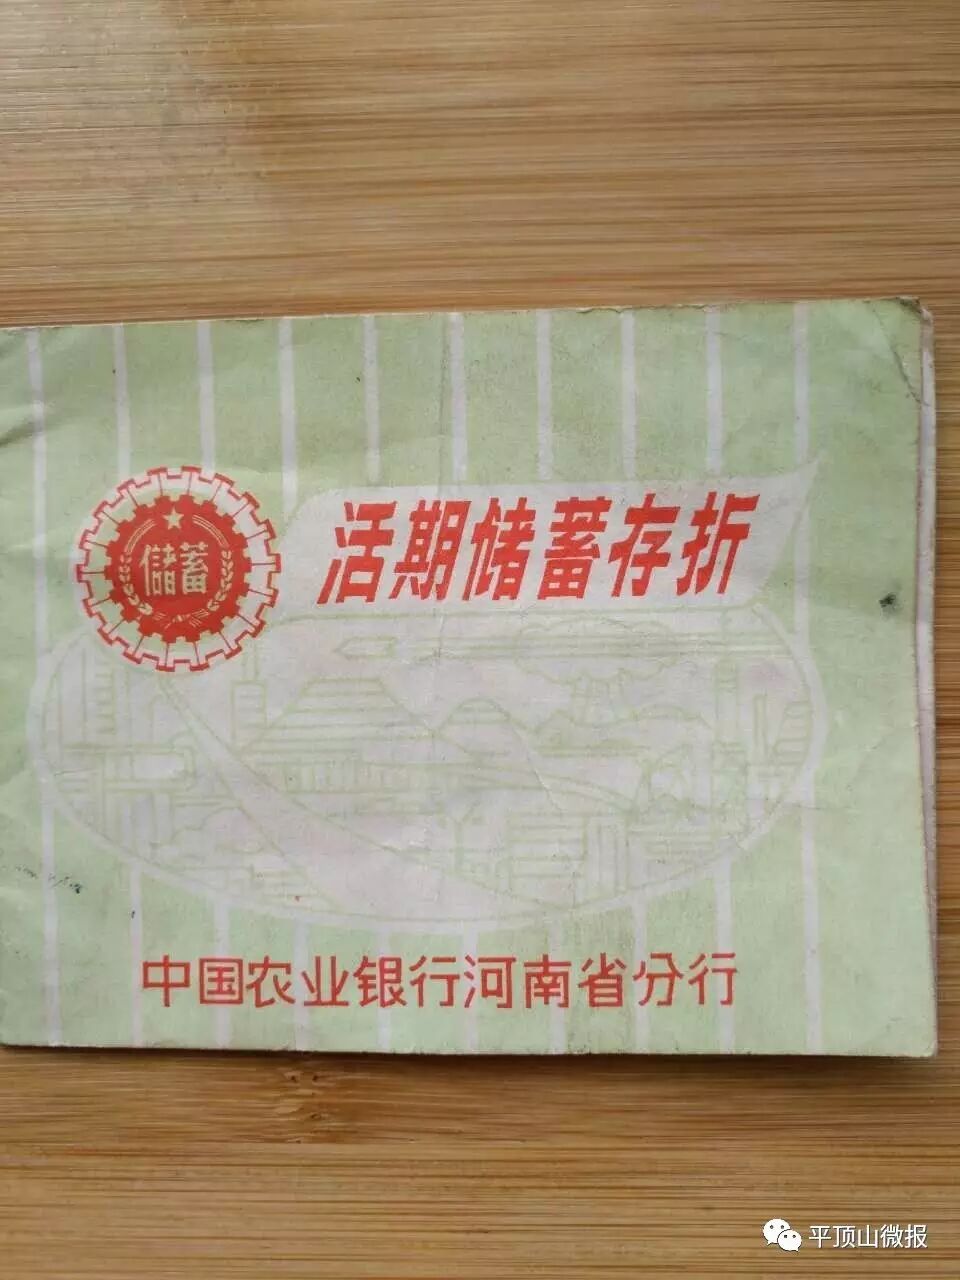 儲蓄
活期储蓄存折
中国农业银行河南省分行
平顶山微报